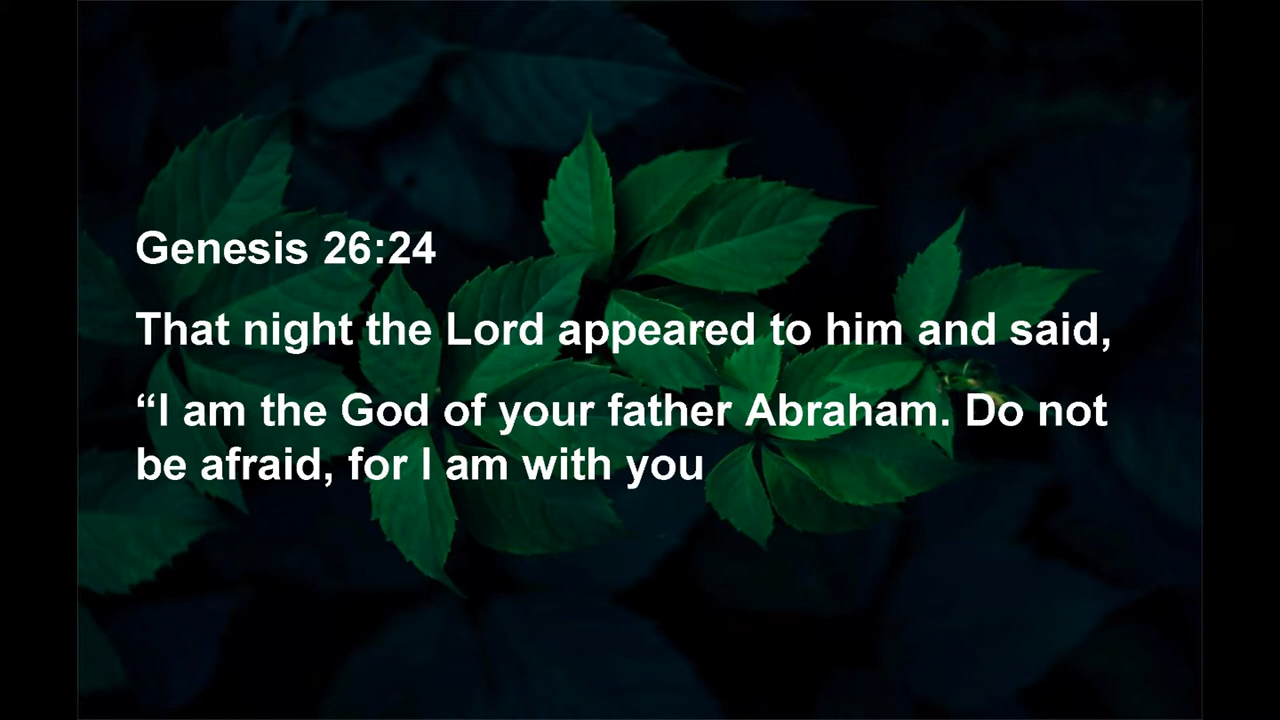 Genesis 26:24
That night the Lord appeared to him and said,
“I am the God of your father Abraham. Do not
be afraid, for I am with you